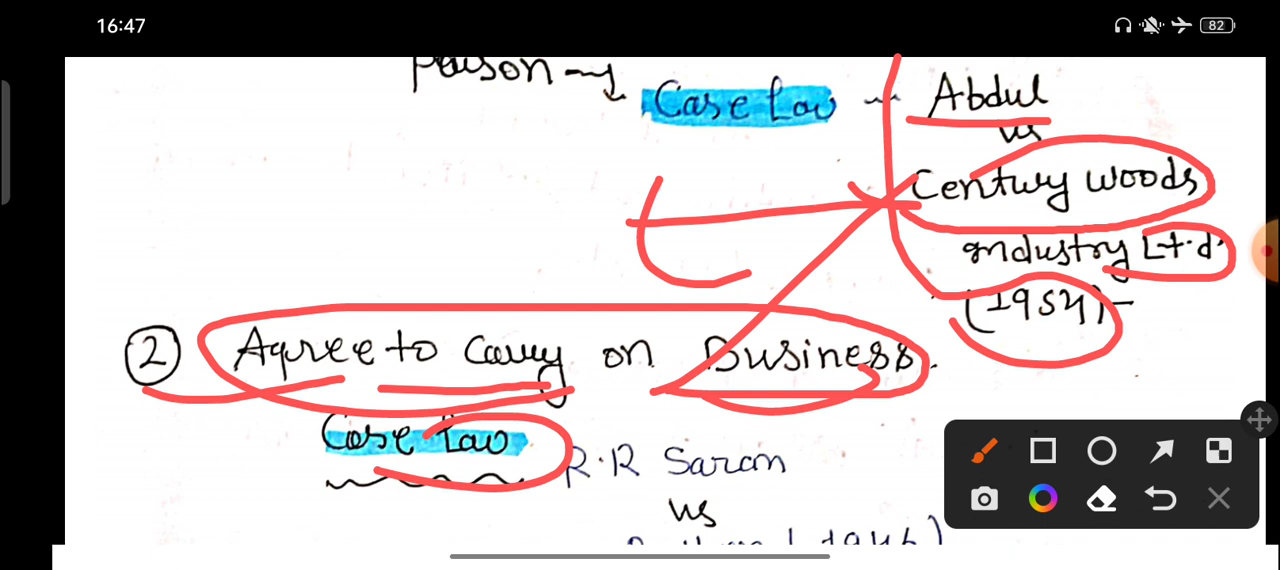 16:47
82
Person → Case Law - Abdul
vs
Century Woods
Industry Ltd.
(1954)-
② Agree to Carry on Business.
Case Law
R.R Saran
vs